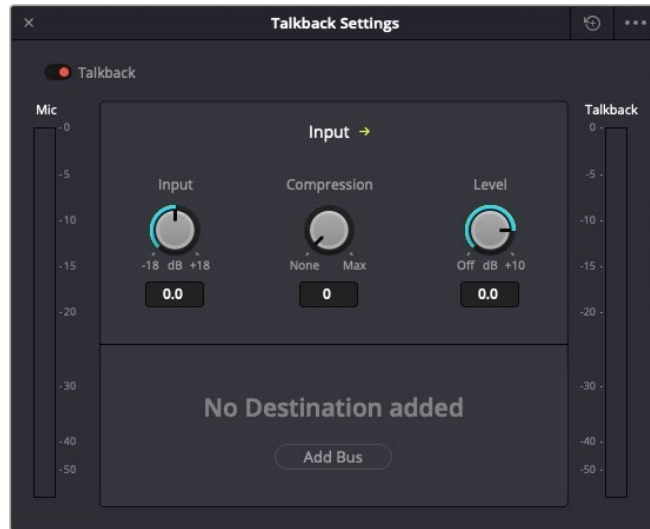 × Talkback Settings
Talkback
Mic
Talkback
Input →
-0
-5
-10
-15
-20
-30
-40
-50
Input Compression Level
-18 dB +18 None Max Off dB +10
0.0 0 0.0
0 -
-5 -
-10 -
-15 -
-20 -
-30 -
-40 -
-50 -
No Destination added
Add Bus